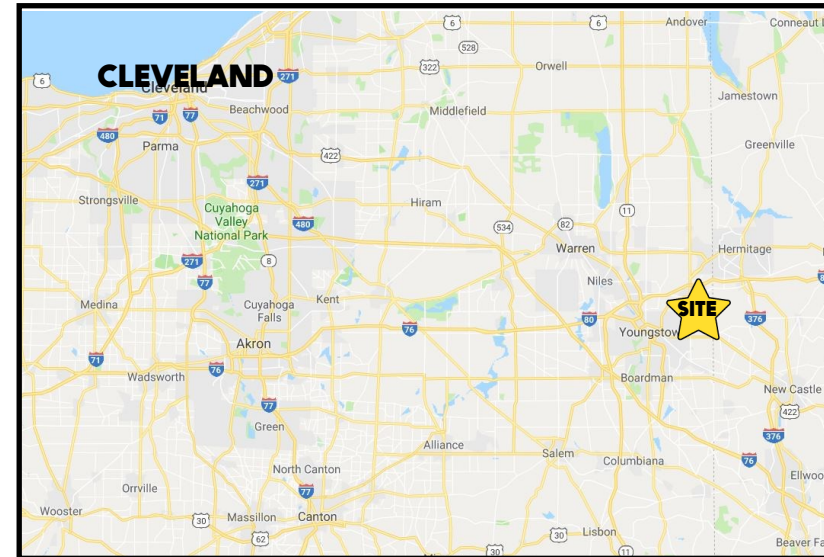 6
6
Andover
Conneaut L
528
322
Orwell
CLEVELAND
Cleveland
271
6
Jamestown
Beachwood
Middlefield
71
77
480
Parma
422
Greenville
271
Strongsville
Cuyahoga
Valley
National Park
Hiram
11
480
534
82
Warren
Hermitage
271
8
77
Niles
Medina
Cuyahoga
Falls
Kent
SITE
76
80
376
Youngstow
Akron
71
76
Wadsworth
Boardman
New Castle
77
422
Green
376
Alliance
Salem
Columbiana
76
North Canton
Ellwoo
Orrville
77
Wooster
30
Massillon
Canton
62
30
Lisbon
30
11
Beaver Fa